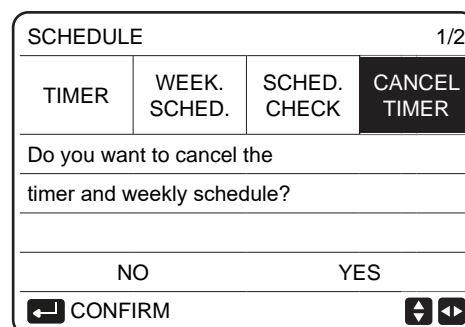 SCHEDULE 1/2
TIMER
WEEK.
SCHED.
SCHED.
CHECK
CANCEL
TIMER
Do you want to cancel the
timer and weekly schedule?
NO YES
CONFIRM